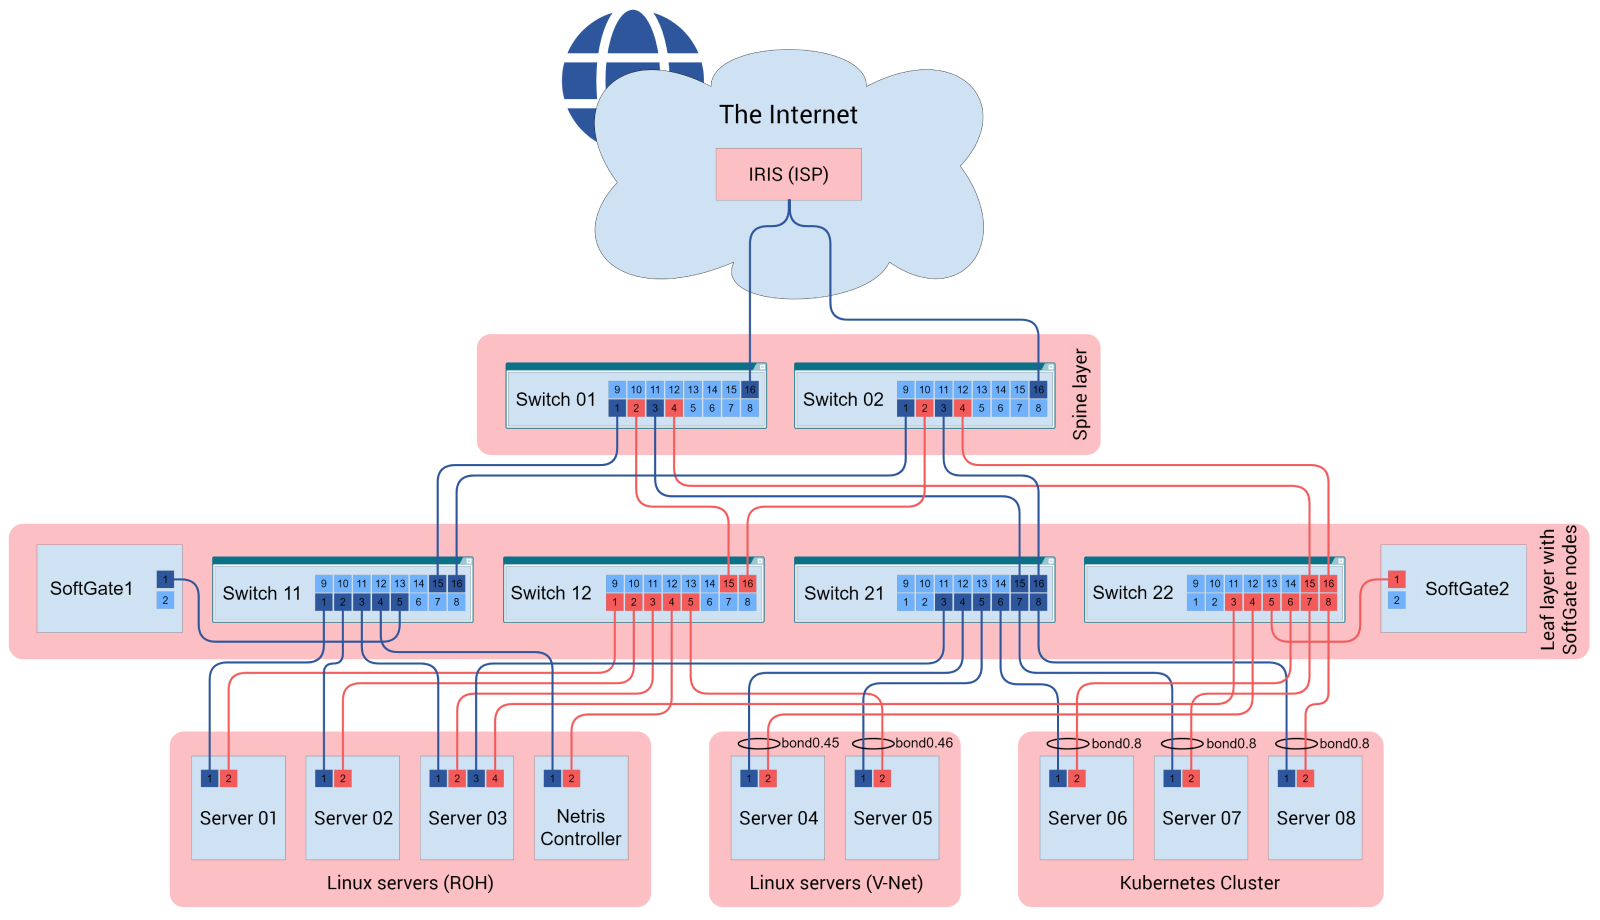 The Internet
IRIS (ISP)
Switch 01
9 10 11 12 13 14 15 16
1 2 3 4 5 6 7 8
Switch 02
9 10 11 12 13 14 15 16
1 2 3 4 5 6 7 8
Spine layer
SoftGate1
1
2
Switch 11
9 10 11 12 13 14 15 16
1 2 3 4 5 6 7 8
Switch 12
9 10 11 12 13 14 15 16
1 2 3 4 5 6 7 8
Switch 21
9 10 11 12 13 14 15 16
1 2 3 4 5 6 7 8
Switch 22
9 10 11 12 13 14 15 16
1 2 3 4 5 6 7 8
1
2
SoftGate2
Leaf layer with
SoftGate nodes
1 2
Server 01
1 2
Server 02
1 2 3 4
Server 03
1 2
Netris
Controller
Linux servers (ROH)
bond0.45
1 2
Server 04
bond0.46
1 2
Server 05
Linux servers (V-Net)
bond0.8
1 2
Server 06
bond0.8
1 2
Server 07
bond0.8
1 2
Server 08
Kubernetes Cluster